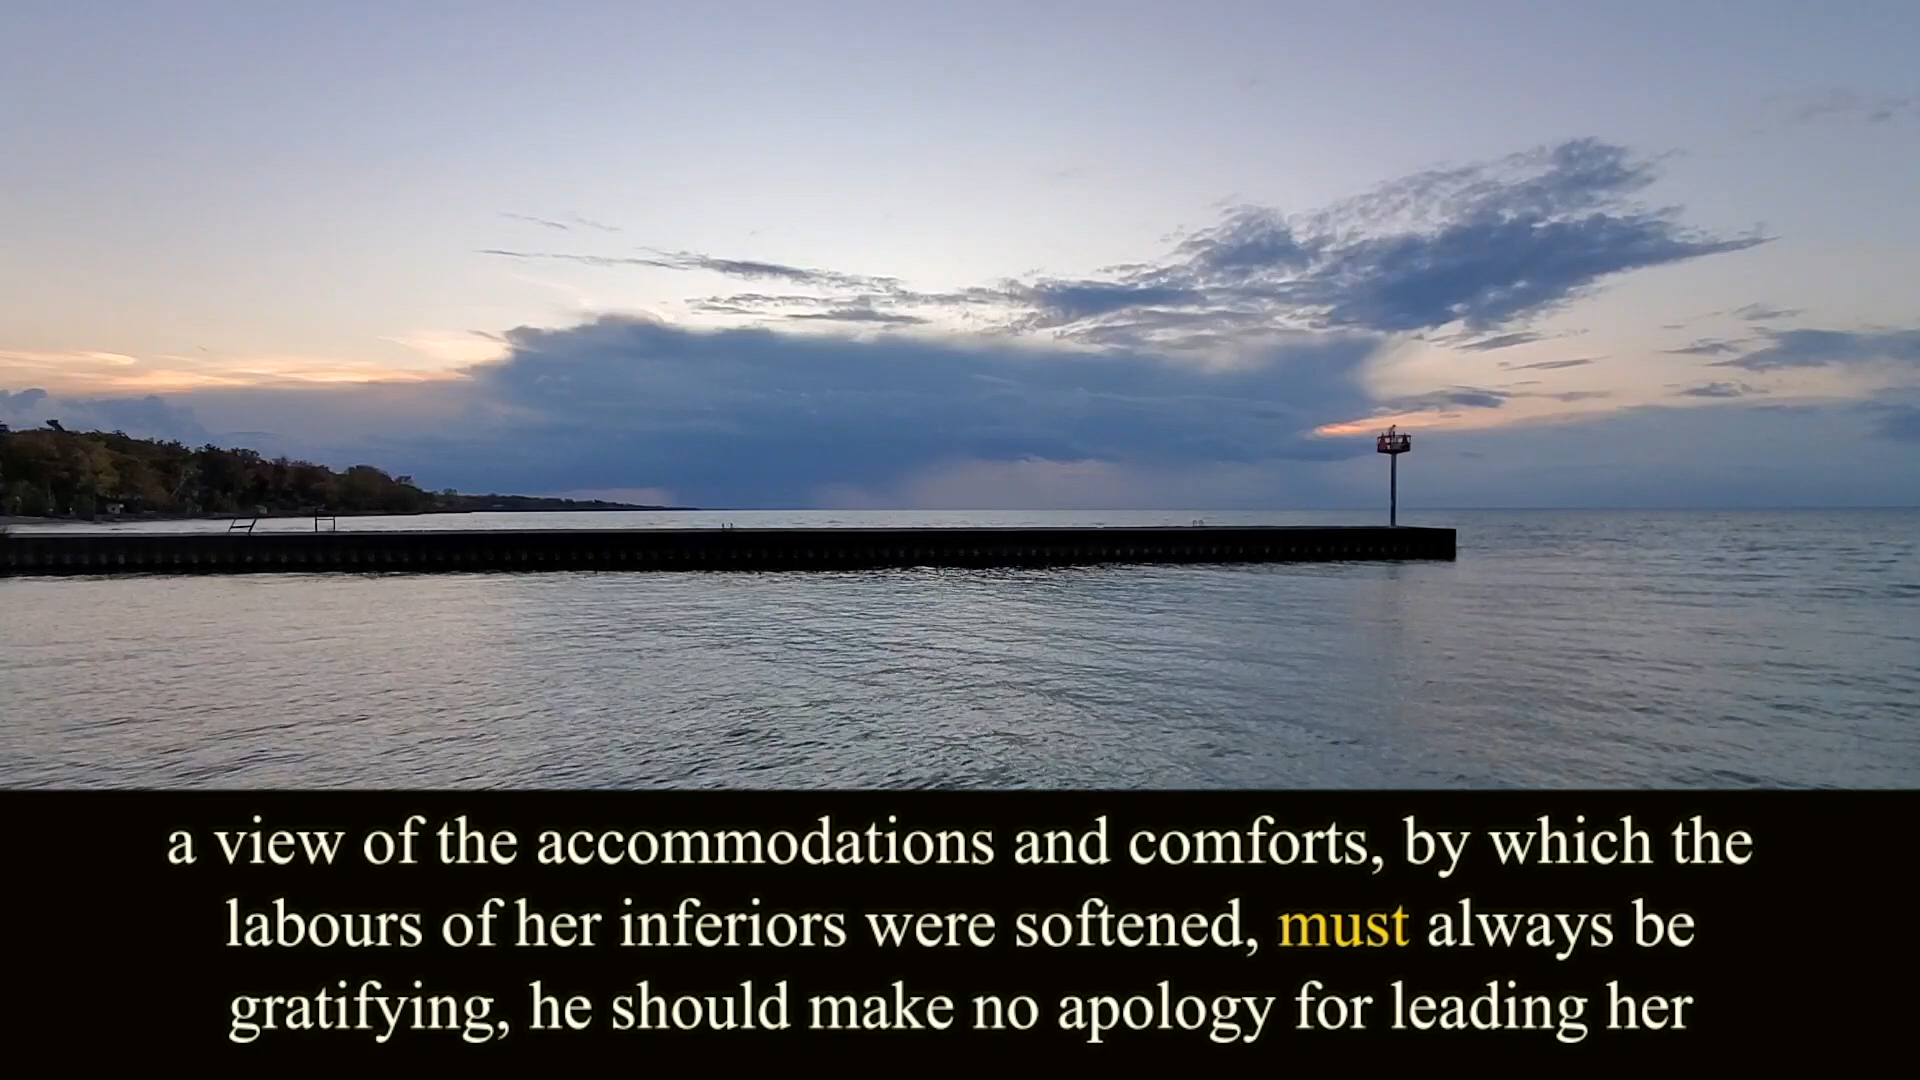 a view of the accommodations and comforts, by which the
labours of her inferiors were softened, must always be
gratifying, he should make no apology for leading her